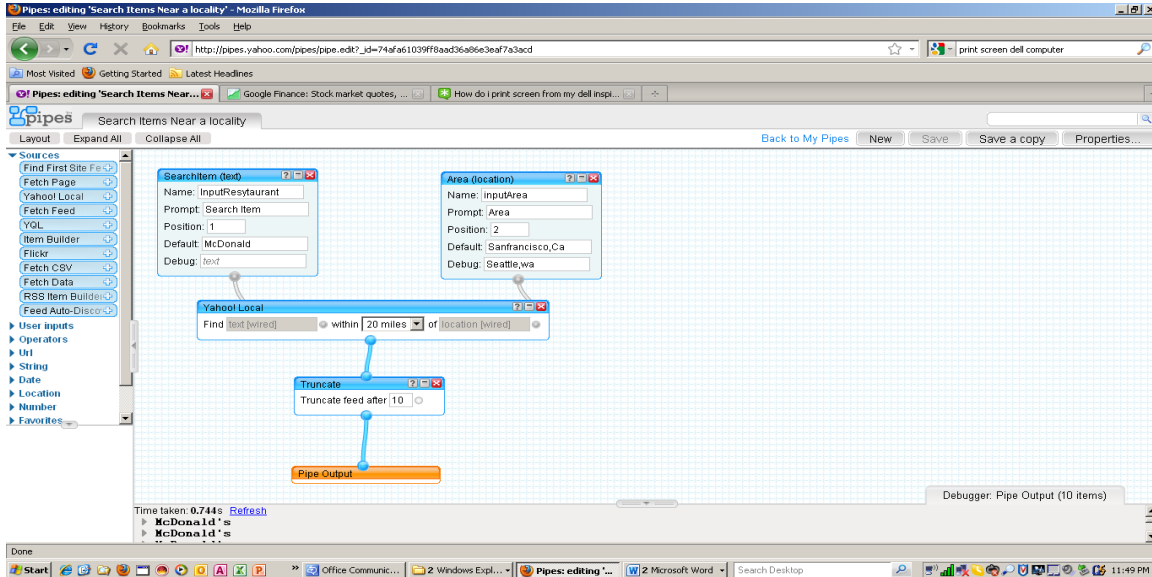 Pipes: editing 'Search Items Near a locality' - Mozilla Firefox
File Edit View History Bookmarks Tools Help
http://pipes.yahoo.com/pipes/pipe.edit?_id=74afa61039ff8aad36a86e3eaf7a3acd
print screen dell computer
Most Visited Getting Started Latest Headlines
Pipes: editing 'Search Items Near... Google Finance: Stock market quotes, ... How do i print screen from my dell inspi...
pipes Search Items Near a locality
Layout Expand All Collapse All Back to My Pipes New Save Save a copy Properties...
Sources
Find First Site Fe
Fetch Page
Yahoo! Local
Fetch Feed
YQL
Item Builder
Flickr
Fetch CSV
Fetch Data
RSS Item Builder
Feed Auto-Disco
User inputs
Operators
Url
String
Date
Location
Number
Favorites
SearchItem (text) ?
Name: InputResytaurant
Prompt: Search Item
Position: 1
Default: McDonald
Debug: text
Area (location) ?
Name: inputArea
Prompt: Area
Position: 2
Default: Sanfrancisco,Ca
Debug: Seattle,wa
Yahoo! Local ?
Find text [wired] within 20 miles of location [wired]
Truncate ?
Truncate feed after 10
Pipe Output
Debugger: Pipe Output (10 items)
Time taken: 0.744s Refresh
McDonald's
McDonald's
Done
Start Office Communic... 2 Windows Expl... Pipes: editing '... 2 Microsoft Word Search Desktop 11:49 PM